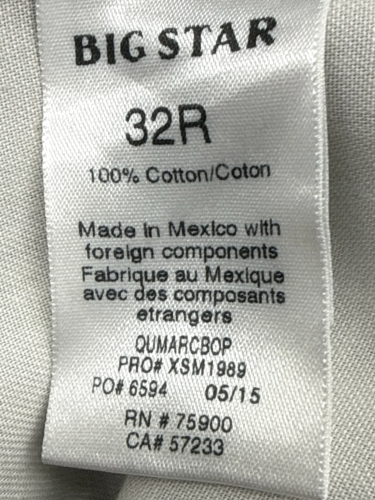 BIG STAR
32R
100% Cotton/Coton
Made in Mexico with
foreign components
Fabrique au Mexique
avec des composants
etrangers
QUMARCBOP
PRO# XSM1989
PO# 6594 05/15
RN # 75900
CA# 57233